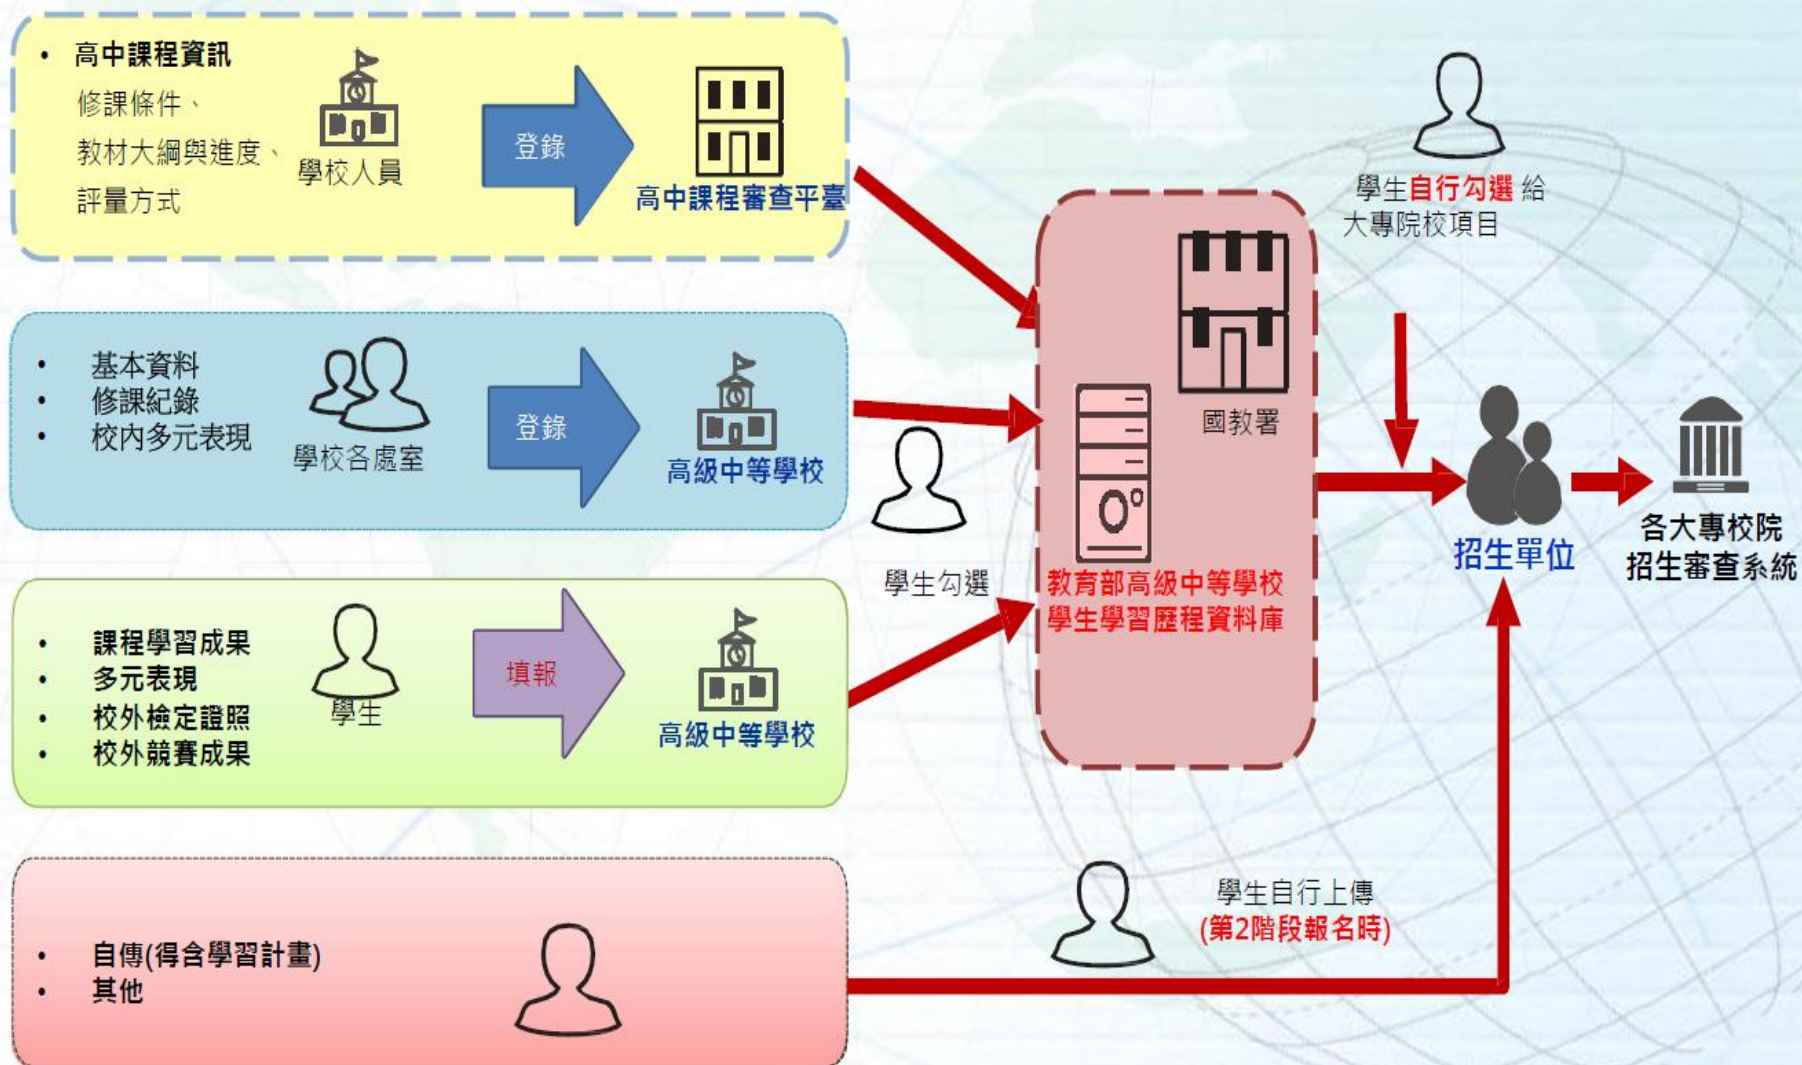 • 高中課程資訊
修課條件、
教材大綱與進度、
評量方式
學校人員
登錄
高中課程審查平臺
• 基本資料
• 修課紀錄
• 校內多元表現
學校各處室
登錄
高級中等學校
• 課程學習成果
• 多元表現
• 校外檢定證照
• 校外競賽成果
學生
填報
高級中等學校
• 自傳(得含學習計畫)
• 其他
學生勾選
國教署
教育部高級中等學校
學生學習歷程資料庫
學生自行勾選 給
大專院校項目
招生單位
各大專校院
招生審查系統
學生自行上傳
(第2階段報名時)